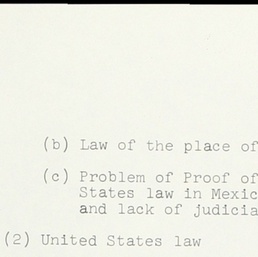 (b) Law of the place of
(c) Problem of Proof of
States law in Mexic
and lack of judicia
(2) United States law